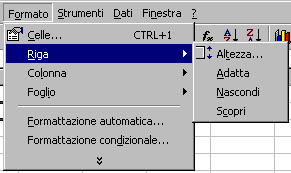 Formato Strumenti Dati Finestra ?
Celle... CTRL+1
Riga
Colonna
Foglio
Formattazione automatica...
Formattazione condizionale...
Altezza...
Adatta
Nascondi
Scopri